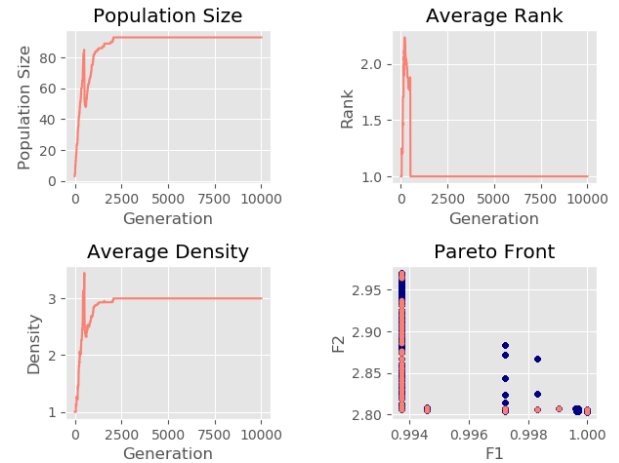 Population Size
Population Size
80
60
40
20
0
0 2500 5000 7500 10000
Generation
Average Rank
Rank
2.0
1.5
1.0
0 2500 5000 7500 10000
Generation
Average Density
Density
3
2
1
0 2500 5000 7500 10000
Generation
Pareto Front
F2
2.95
2.90
2.85
2.80
0.994 0.996 0.998 1.000
F1